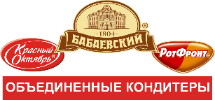 БАБАЕВСКИЙ
1804
Красный
Октябрь
РотФронт
ОБЪЕДИНЕННЫЕ КОНДИТЕРЫ